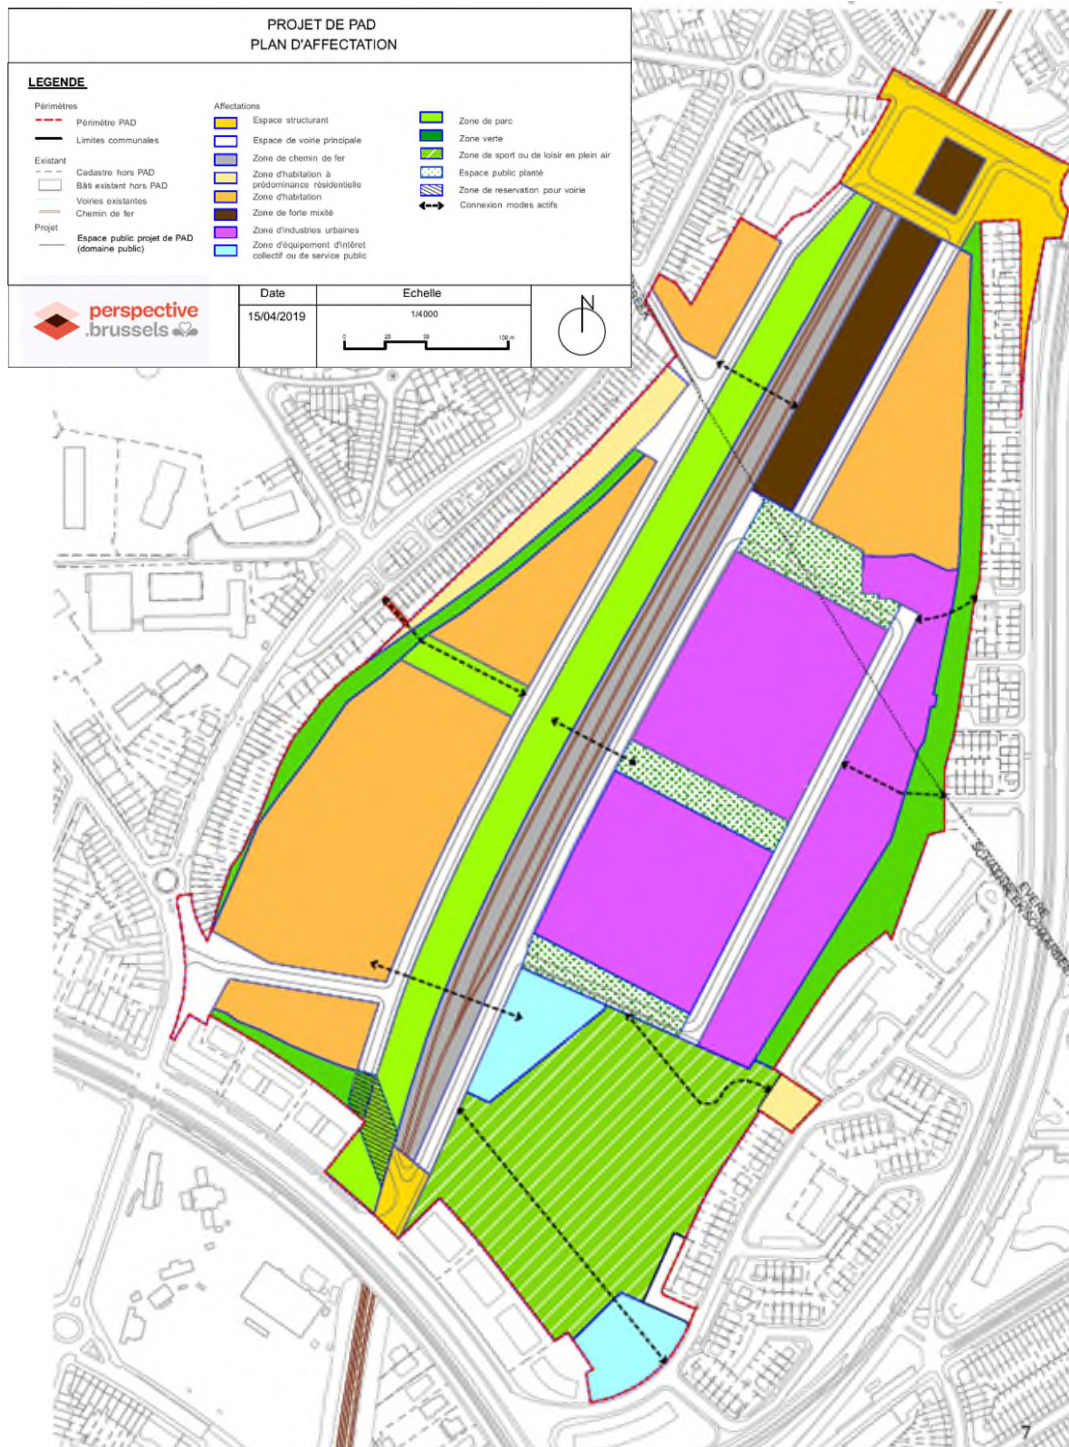 PROJET DE PAD
PLAN D'AFFECTATION
LEGENDE
Périmètres
Périmètre PAD
Limites communales
Existant
Cadastre hors PAD
Bâti existant hors PAD
Voiries existantes
Chemin de fer
Projet
Espace public projet de PAD
(domaine public)
Affectations
Espace structurant
Espace de voirie principale
Zone de chemin de fer
Zone d'habitation à
prédominance résidentielle
Zone d'habitation
Zone de forte mixité
Zone d'industries urbaines
Zone d'équipement d'intéret
collectif ou de service public
Zone de parc
Zone verte
Zone de sport ou de loisir en plein air
Espace public planté
Zone de reservation pour voirie
Connexion modes actifs
perspective
.brussels
Date
15/04/2019
Echelle
1/4000
0 25 50 100 m
N
EVERE
7